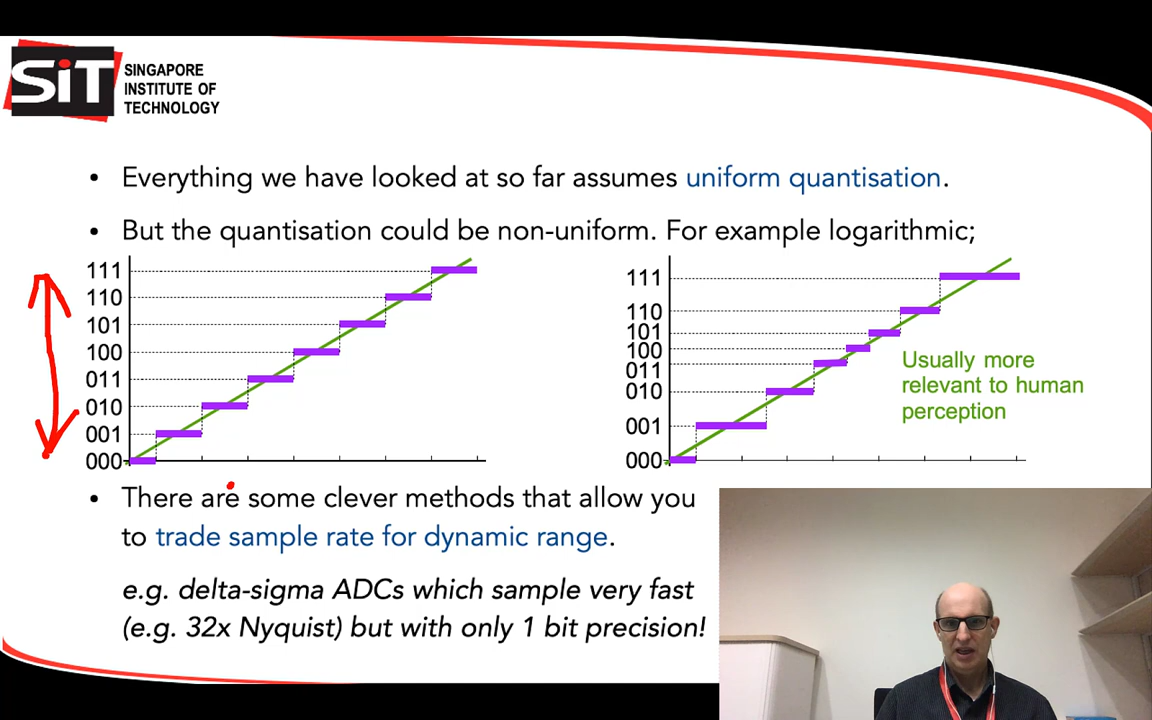 SiT
SINGAPORE
INSTITUTE OF
TECHNOLOGY
• Everything we have looked at so far assumes uniform quantisation.
• But the quantisation could be non-uniform. For example logarithmic;
111
110
101
100
011
010
001
000
111
110
101
100
011
010
001
000
Usually more
relevant to human
perception
• There are some clever methods that allow you
to trade sample rate for dynamic range.
e.g. delta-sigma ADCs which sample very fast
(e.g. 32x Nyquist) but with only 1 bit precision!